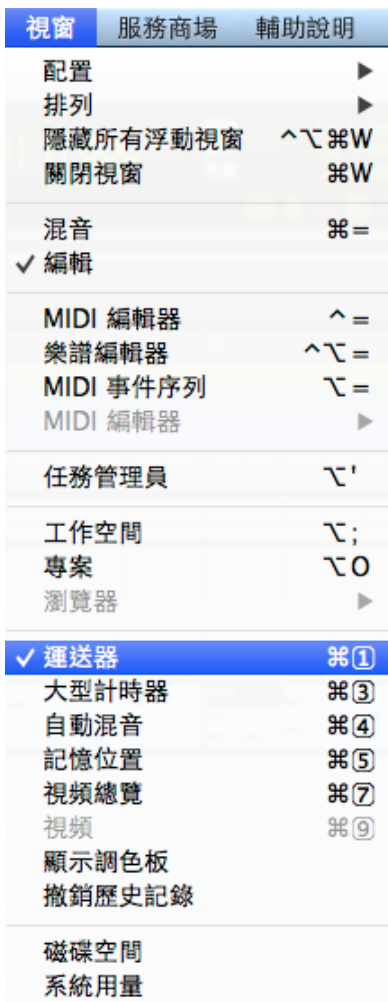 視窗 服務商場 輔助說明
配置 ▶
排列 ▶
隱藏所有浮動視窗 ^⌥⌘W
關閉視窗 ⌘W
混音 ⌘=
✓ 編輯
MIDI 編輯器 ^=
樂譜編輯器 ^⌥=
MIDI 事件序列 ⌥=
MIDI 編輯器 ▶
任務管理員 ⌥'
工作空間 ⌥;
專案 ⌥O
瀏覽器 ▶
✓ 運送器 ⌘1
大型計時器 ⌘3
自動混音 ⌘4
記憶位置 ⌘5
視頻總覽 ⌘7
視頻 ⌘9
顯示調色板
撤銷歷史記錄
磁碟空間
系統用量